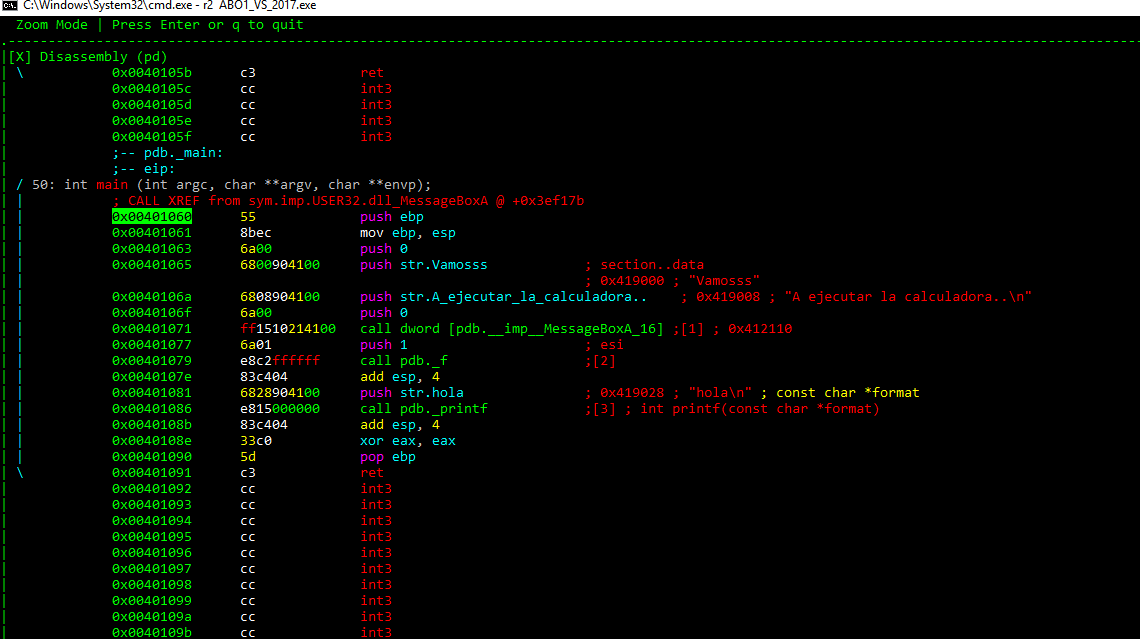 C:\Windows\System32\cmd.exe - r2  ABO1_VS_2017.exe
Zoom Mode | Press Enter or q to quit
[X] Disassembly (pd)
\ 0x0040105b c3 ret
0x0040105c cc int3
0x0040105d cc int3
0x0040105e cc int3
0x0040105f cc int3
;-- pdb._main:
;-- eip:
/ 50: int main (int argc, char **argv, char **envp);
| ; CALL XREF from sym.imp.USER32.dll_MessageBoxA @ +0x3ef17b
| 0x00401060 55 push ebp
| 0x00401061 8bec mov ebp, esp
| 0x00401063 6a00 push 0
| 0x00401065 6800904100 push str.Vamosss ; section..data
| ; 0x419000 ; "Vamosss"
| 0x0040106a 6808904100 push str.A_ejecutar_la_calculadora.. ; 0x419008 ; "A ejecutar la calculadora..\n"
| 0x0040106f 6a00 push 0
| 0x00401071 ff1510214100 call dword [pdb.__imp__MessageBoxA_16] ;[1] ; 0x412110
| 0x00401077 6a01 push 1 ; esi
| 0x00401079 e8c2ffffff call pdb._f ;[2]
| 0x0040107e 83c404 add esp, 4
| 0x00401081 6828904100 push str.hola ; 0x419028 ; "hola\n" ; const char *format
| 0x00401086 e815000000 call pdb._printf ;[3] ; int printf(const char *format)
| 0x0040108b 83c404 add esp, 4
| 0x0040108e 33c0 xor eax, eax
| 0x00401090 5d pop ebp
\ 0x00401091 c3 ret
0x00401092 cc int3
0x00401093 cc int3
0x00401094 cc int3
0x00401095 cc int3
0x00401096 cc int3
0x00401097 cc int3
0x00401098 cc int3
0x00401099 cc int3
0x0040109a cc int3
0x0040109b cc int3